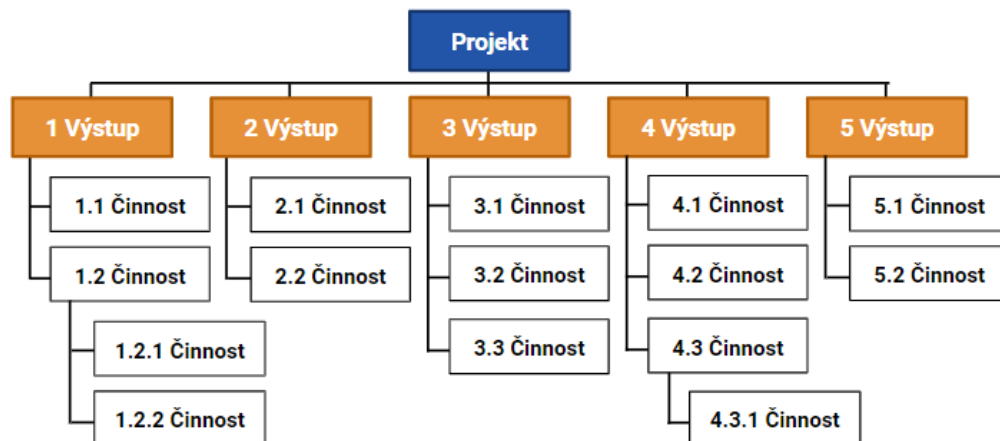 Projekt
1 Výstup
1.1 Činnost
1.2 Činnost
1.2.1 Činnost
1.2.2 Činnost
2 Výstup
2.1 Činnost
2.2 Činnost
3 Výstup
3.1 Činnost
3.2 Činnost
3.3 Činnost
4 Výstup
4.1 Činnost
4.2 Činnost
4.3 Činnost
4.3.1 Činnost
5 Výstup
5.1 Činnost
5.2 Činnost